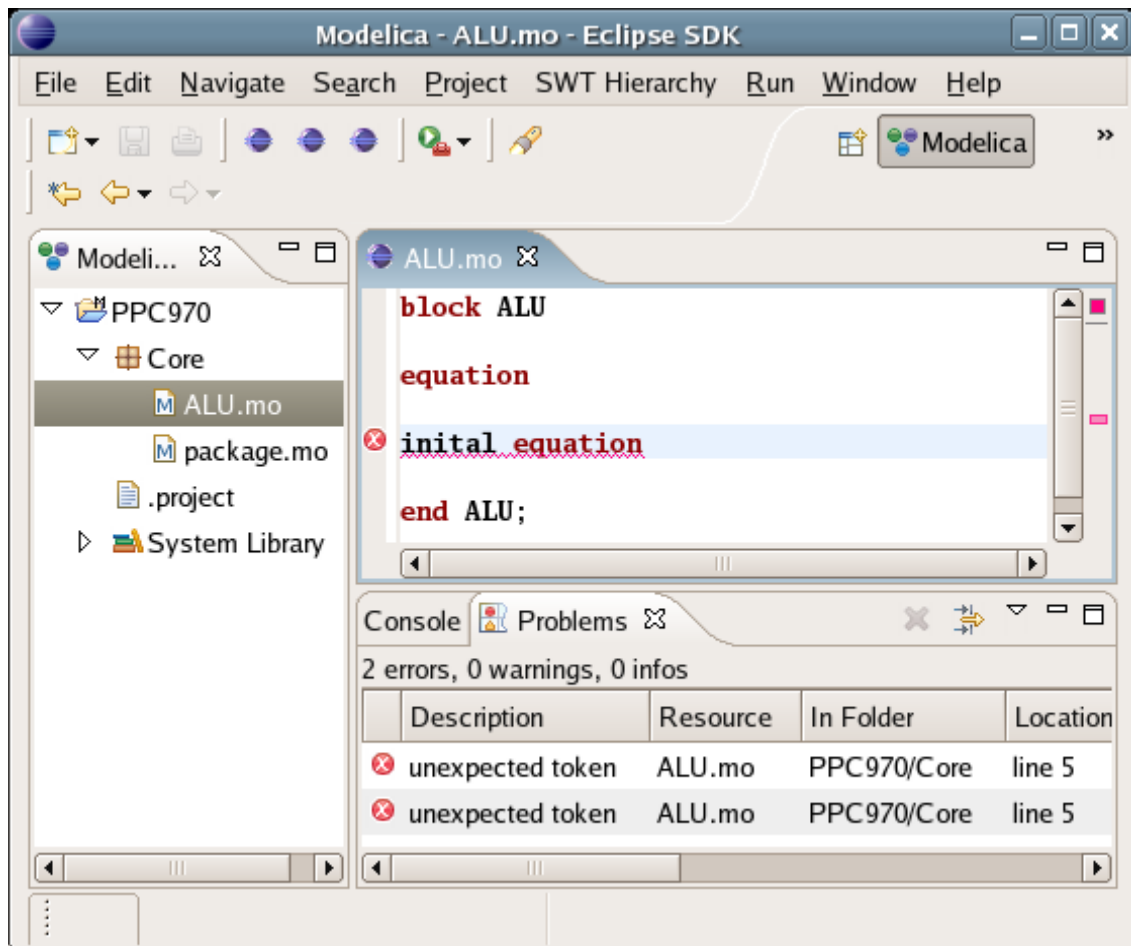 Modelica - ALU.mo - Eclipse SDK
File Edit Navigate Search Project SWT Hierarchy Run Window Help
Modelica »
Modeli...
PPC970
Core
ALU.mo
package.mo
.project
System Library
ALU.mo
block ALU
equation
inital equation
end ALU;
Console Problems
2 errors, 0 warnings, 0 infos
Description Resource In Folder Location
unexpected token ALU.mo PPC970/Core line 5
unexpected token ALU.mo PPC970/Core line 5